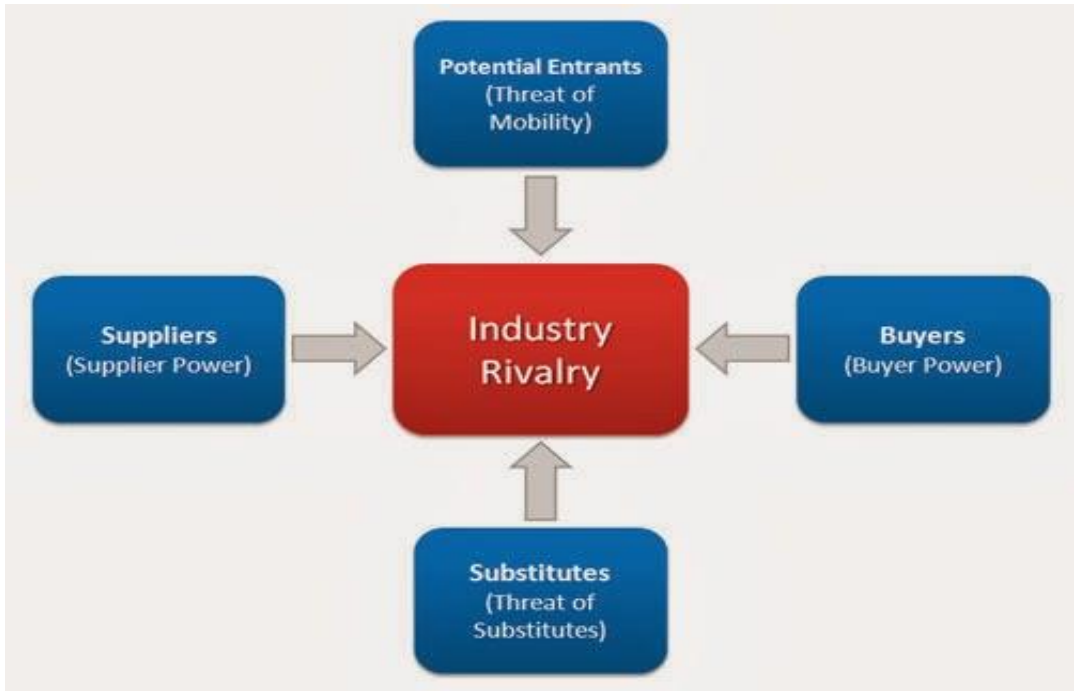 Potential Entrants
(Threat of
Mobility)
Suppliers
(Supplier Power)
Industry
Rivalry
Buyers
(Buyer Power)
Substitutes
(Threat of
Substitutes)